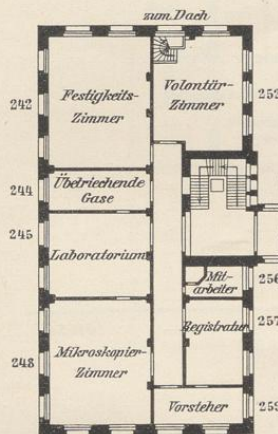 zum Dach
242
Festigkeits-
Zimmer
Volontär-
Zimmer
244
Übelriechende
Gase
245
Laboratorium
Mit-
arbeiter
256
257
Registratur
248
Mikroskopier-
Zimmer
Vorsteher
259